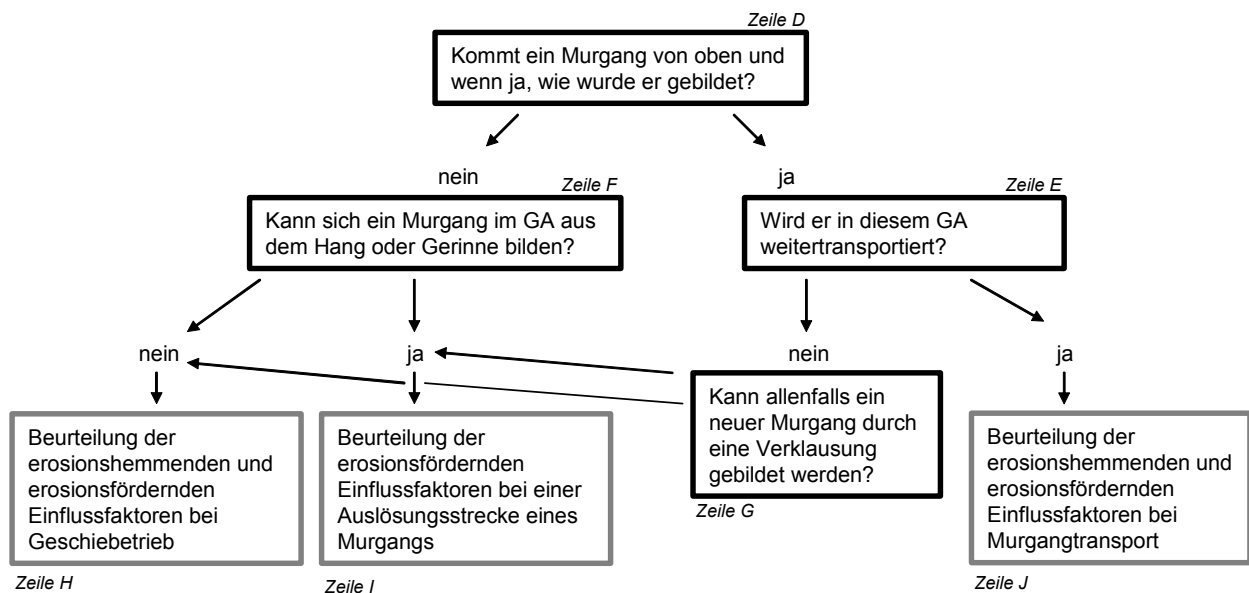 Zeile D
Kommt ein Murgang von oben und
wenn ja, wie wurde er gebildet?
nein
ja
Zeile F
Kann sich ein Murgang im GA aus
dem Hang oder Gerinne bilden?
Zeile E
Wird er in diesem GA
weitertransportiert?
nein
ja
nein
ja
Beurteilung der
erosionshemmenden und
erosionsfördernden
Einflussfaktoren bei
Geschiebetrieb
Zeile H
Beurteilung der
erosionsfördernden
Einflussfaktoren bei einer
Auslösungsstrecke eines
Murgangs
Zeile I
Kann allenfalls ein
neuer Murgang durch
eine Verklausung
gebildet werden?
Zeile G
Beurteilung der
erosionshemmenden und
erosionsfördernden
Einflussfaktoren bei
Murgangtransport
Zeile J